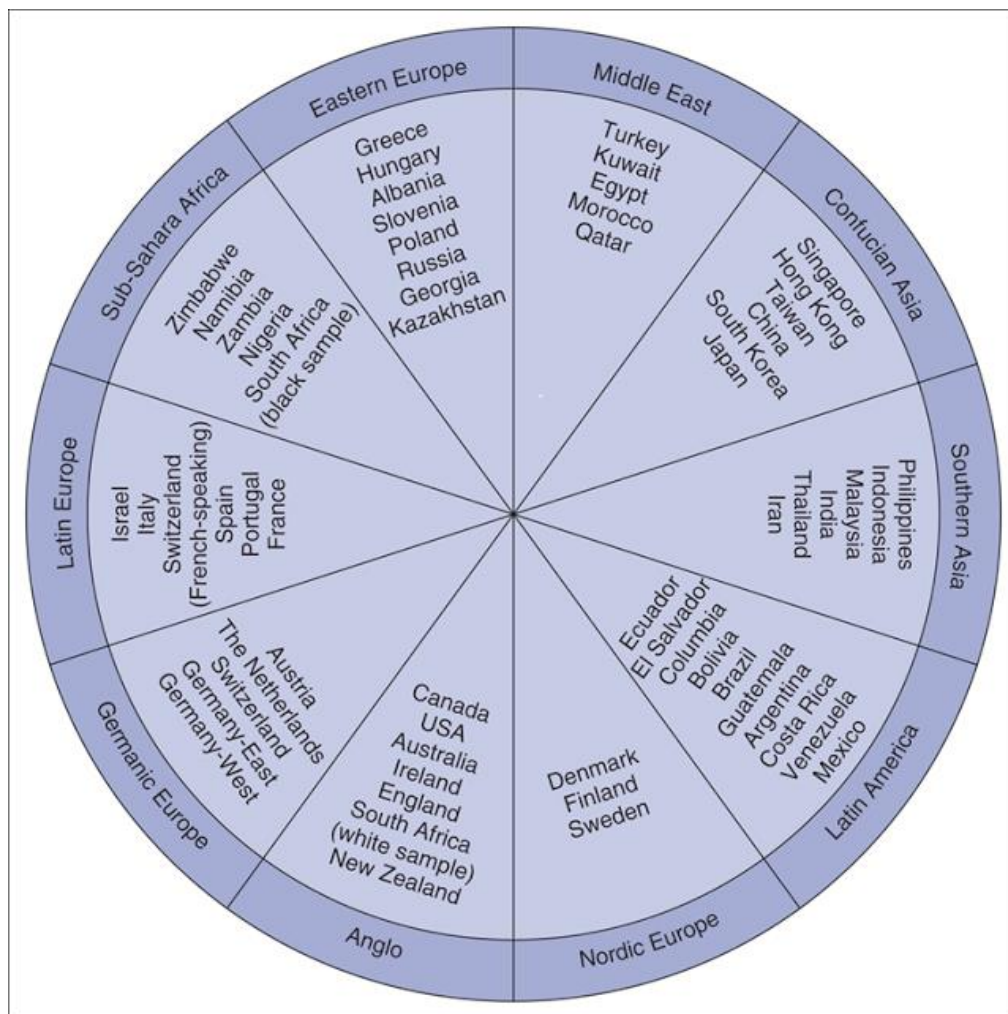 Eastern Europe
Greece
Hungary
Albania
Slovenia
Poland
Russia
Georgia
Kazakhstan
Middle East
Turkey
Kuwait
Egypt
Morocco
Qatar
Confucian Asia
Singapore
Hong Kong
Taiwan
China
South Korea
Japan
Southern Asia
Philippines
Indonesia
Malaysia
India
Thailand
Iran
Latin America
Ecuador
El Salvador
Columbia
Bolivia
Brazil
Guatemala
Argentina
Costa Rica
Venezuela
Mexico
Nordic Europe
Denmark
Finland
Sweden
Anglo
Canada
USA
Australia
Ireland
England
South Africa
(white sample)
New Zealand
Germanic Europe
Austria
The Netherlands
Switzerland
Germany-East
Germany-West
Latin Europe
Israel
Italy
Switzerland
(French-speaking)
Spain
Portugal
France
Sub-Sahara Africa
Zimbabwe
Namibia
Zambia
Nigeria
South Africa
(black sample)